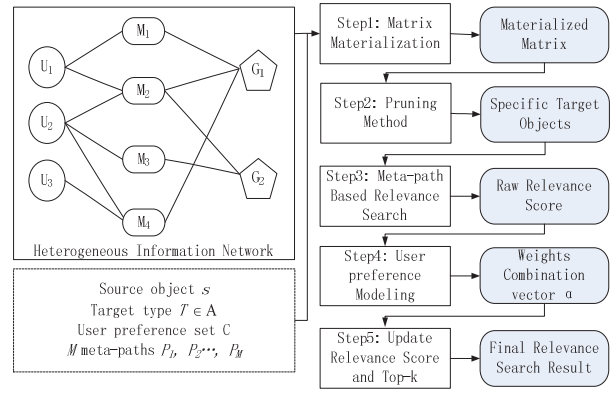 M1
U1
G1
M2
U2
M3
G2
U3
M4
Heterogeneous Information Network
Source object s
Target type T ∈ A
User preference set C
M meta-paths P1, P2⋯, PM
Step1: Matrix
Materialization
Materialized
Matrix
Step2: Pruning
Method
Specific Target
Objects
Step3: Meta-path
Based Relevance
Search
Raw Relevance
Score
Step4: User
preference
Modeling
Weights
Combination
vector α
Step5: Update
Relevance Score
and Top-k
Final Relevance
Search Result